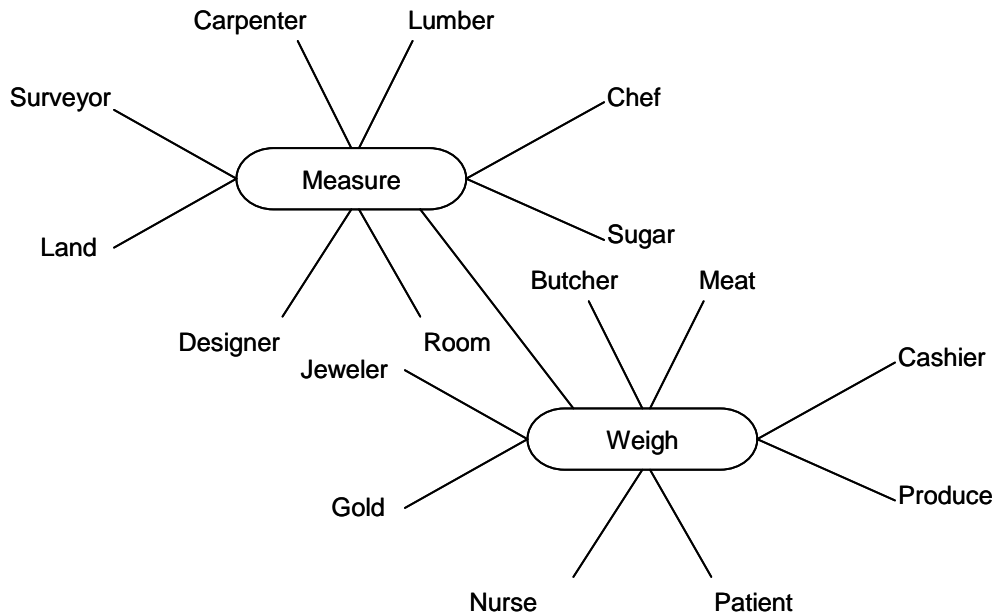 Carpenter
Lumber
Surveyor
Chef
Measure
Land
Sugar
Butcher
Meat
Designer
Room
Jeweler
Cashier
Weigh
Gold
Produce
Nurse
Patient